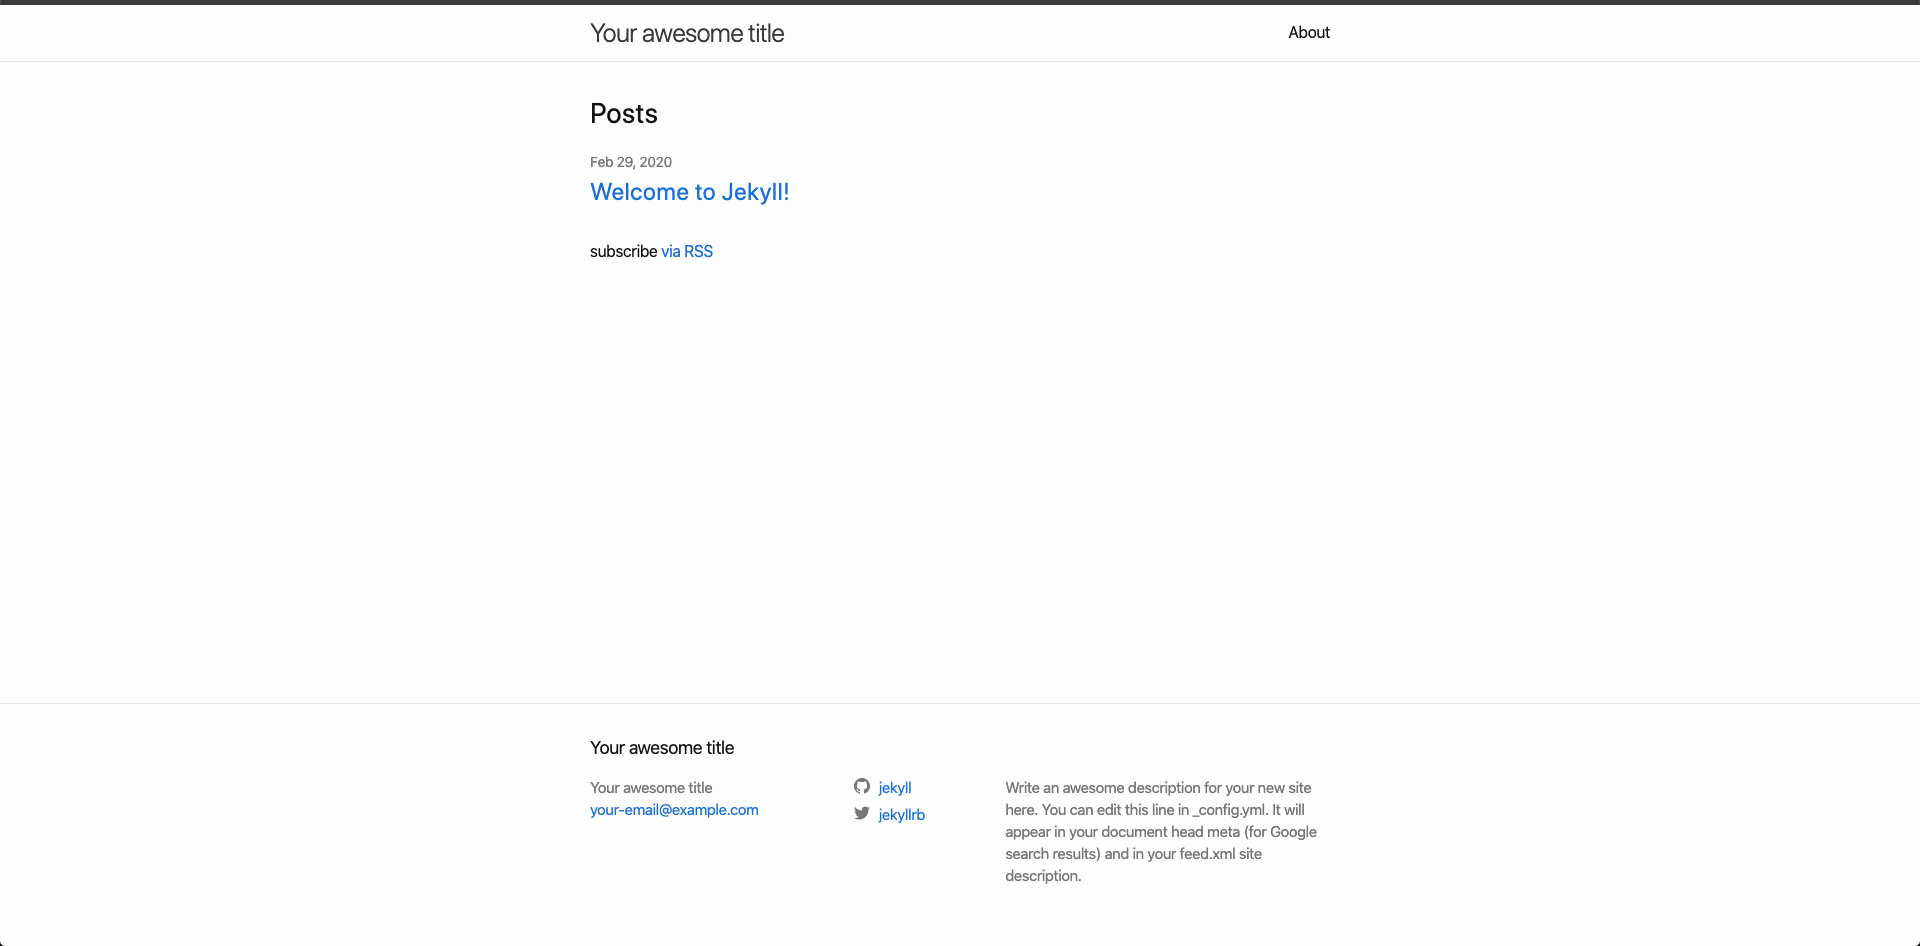 Your awesome title
About
Posts
Feb 29, 2020
Welcome to Jekyll!
subscribe via RSS
Your awesome title
Your awesome title
your-email@example.com
jekyll
jekyllrb
Write an awesome description for your new site
here. You can edit this line in _config.yml. It will
appear in your document head meta (for Google
search results) and in your feed.xml site
description.